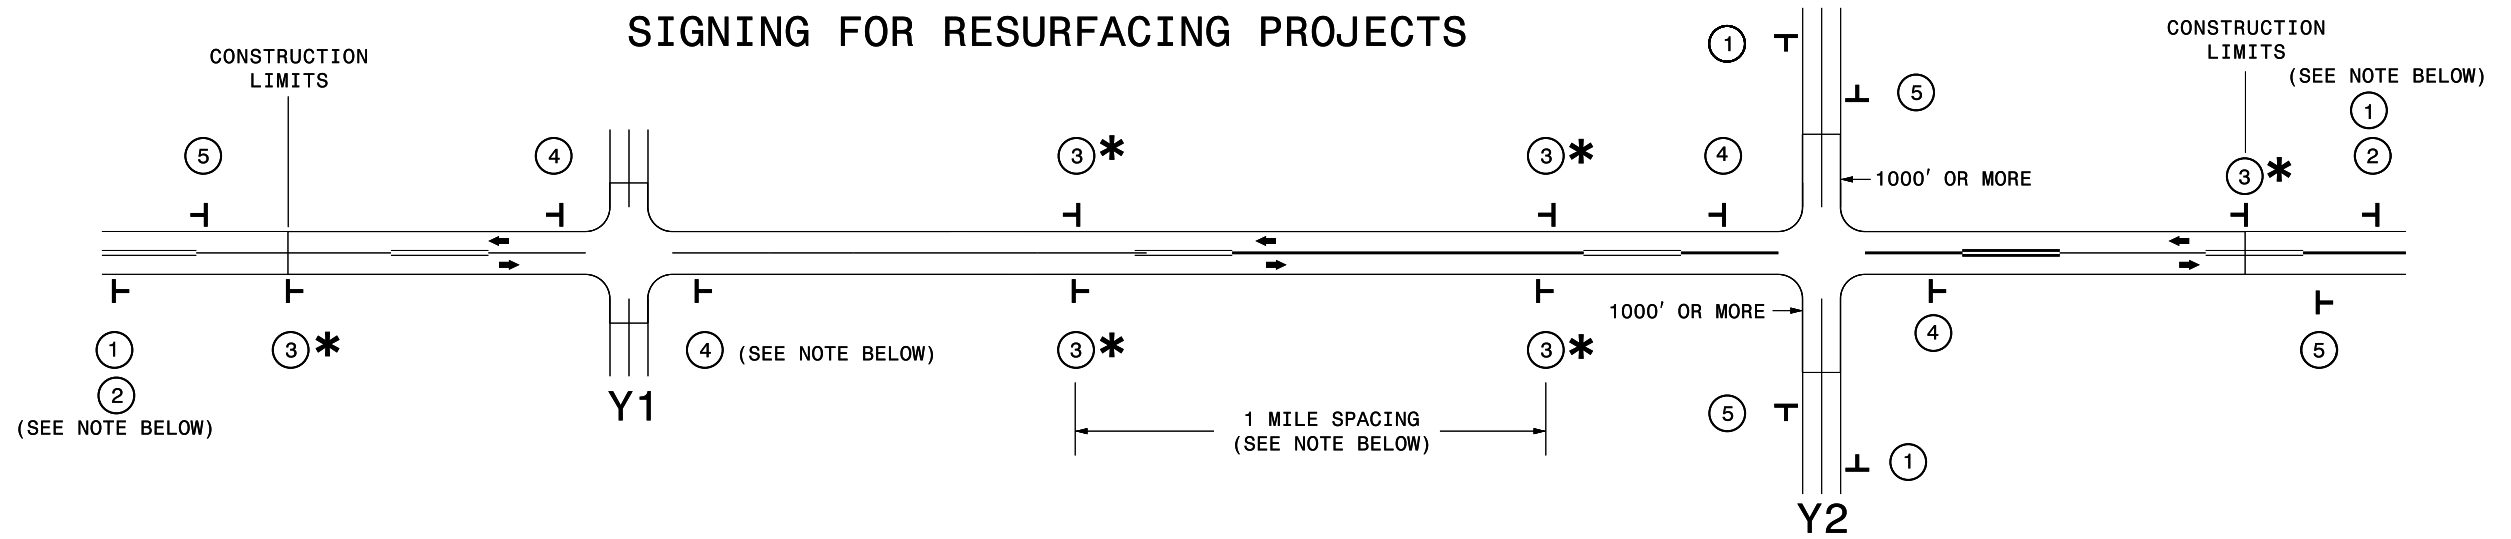 SIGNING FOR RESURFACING PROJECTS
CONSTRUCTION
LIMITS
CONSTRUCTION
LIMITS
(SEE NOTE BELOW)
1
1
5
5
4
3*
3*
4
3*
2
1000' OR MORE
1000' OR MORE
1
2
(SEE NOTE BELOW)
3*
4 (SEE NOTE BELOW)
3*
3*
4
5
Y1
1 MILE SPACING
(SEE NOTE BELOW)
5
1
Y2